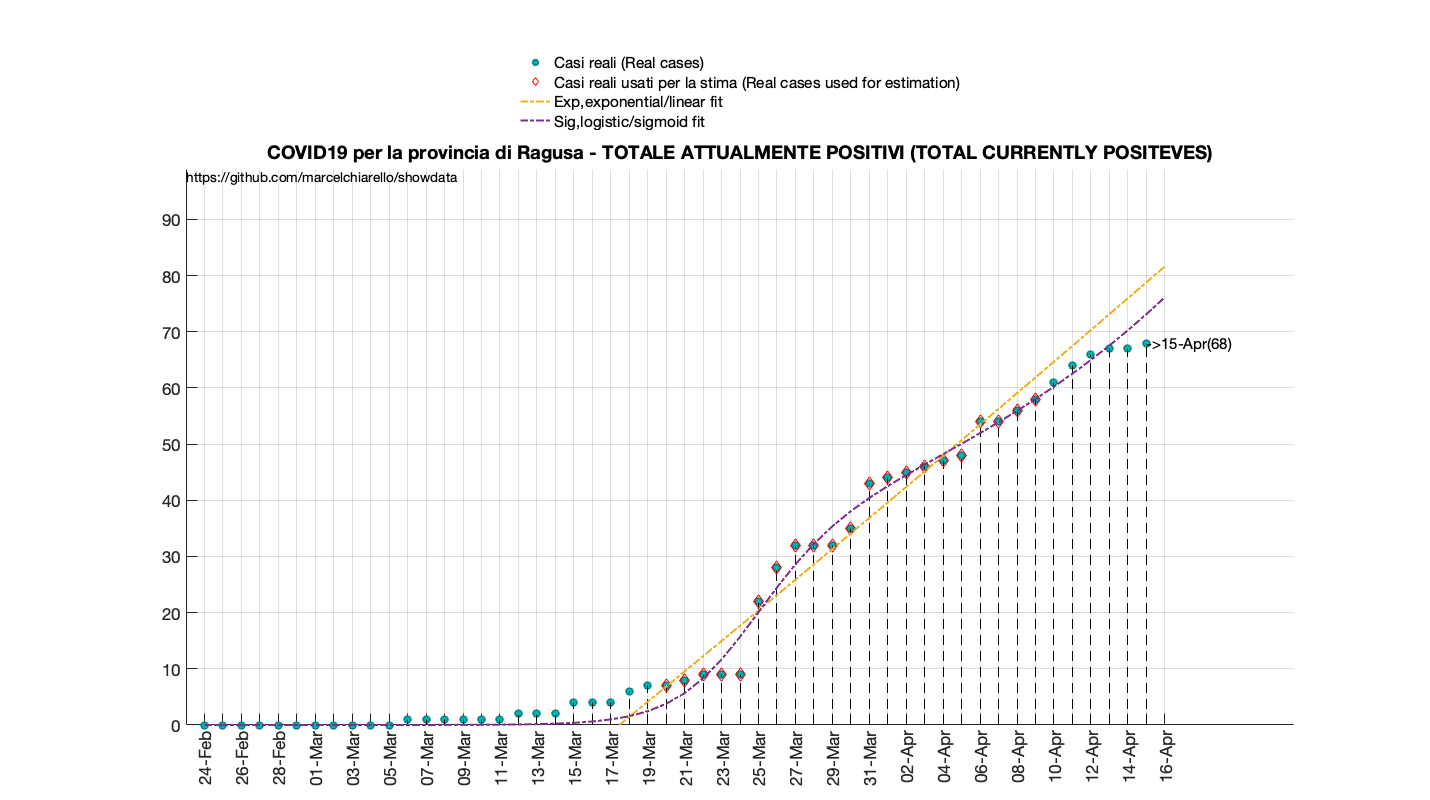 Casi reali (Real cases)
Casi reali usati per la stima (Real cases used for estimation)
Exp,exponential/linear fit
Sig,logistic/sigmoid fit
COVID19 per la provincia di Ragusa - TOTALE ATTUALMENTE POSITIVI (TOTAL CURRENTLY POSITEVES)
https://github.com/marcelchiarello/showdata
90
80
70
->15-Apr(68)
60
50
40
30
20
10
0
24-Feb
26-Feb
28-Feb
01-Mar
03-Mar
05-Mar
07-Mar
09-Mar
11-Mar
13-Mar
15-Mar
17-Mar
19-Mar
21-Mar
23-Mar
25-Mar
27-Mar
29-Mar
31-Mar
02-Apr
04-Apr
06-Apr
08-Apr
10-Apr
12-Apr
14-Apr
16-Apr